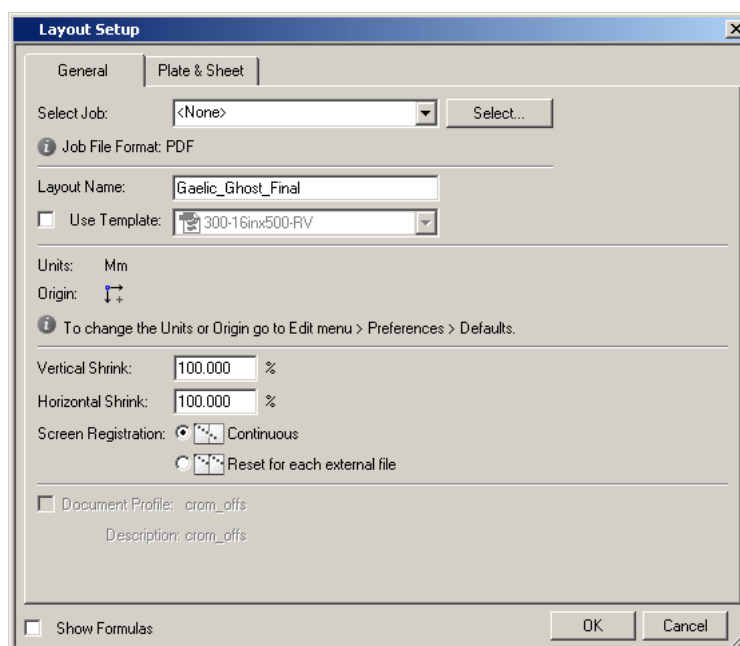 Layout Setup
General Plate & Sheet
Select Job: <None> Select...
Job File Format: PDF
Layout Name: Gaelic_Ghost_Final
Use Template: 300-16inx500-RV
Units: Mm
Origin:
To change the Units or Origin go to Edit menu > Preferences > Defaults.
Vertical Shrink: 100.000 %
Horizontal Shrink: 100.000 %
Screen Registration: Continuous
Reset for each external file
Document Profile: crom_offs
Description: crom_offs
Show Formulas OK Cancel